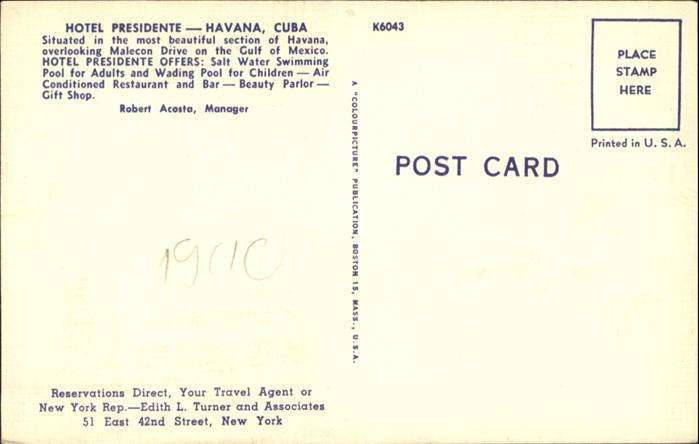 HOTEL PRESIDENTE — HAVANA, CUBA
Situated in the most beautiful section of Havana,
overlooking Malecon Drive on the Gulf of Mexico.
HOTEL PRESIDENTE OFFERS: Salt Water Swimming
Pool for Adults and Wading Pool for Children — Air
Conditioned Restaurant and Bar — Beauty Parlor —
Gift Shop.
Robert Acosta, Manager
Reservations Direct, Your Travel Agent or
New York Rep.—Edith L. Turner and Associates
51 East 42nd Street, New York
A "COLOURPICTURE" PUBLICATION, BOSTON 15, MASS., U.S.A.
K6043
PLACE
STAMP
HERE
Printed in U. S. A.
POST CARD